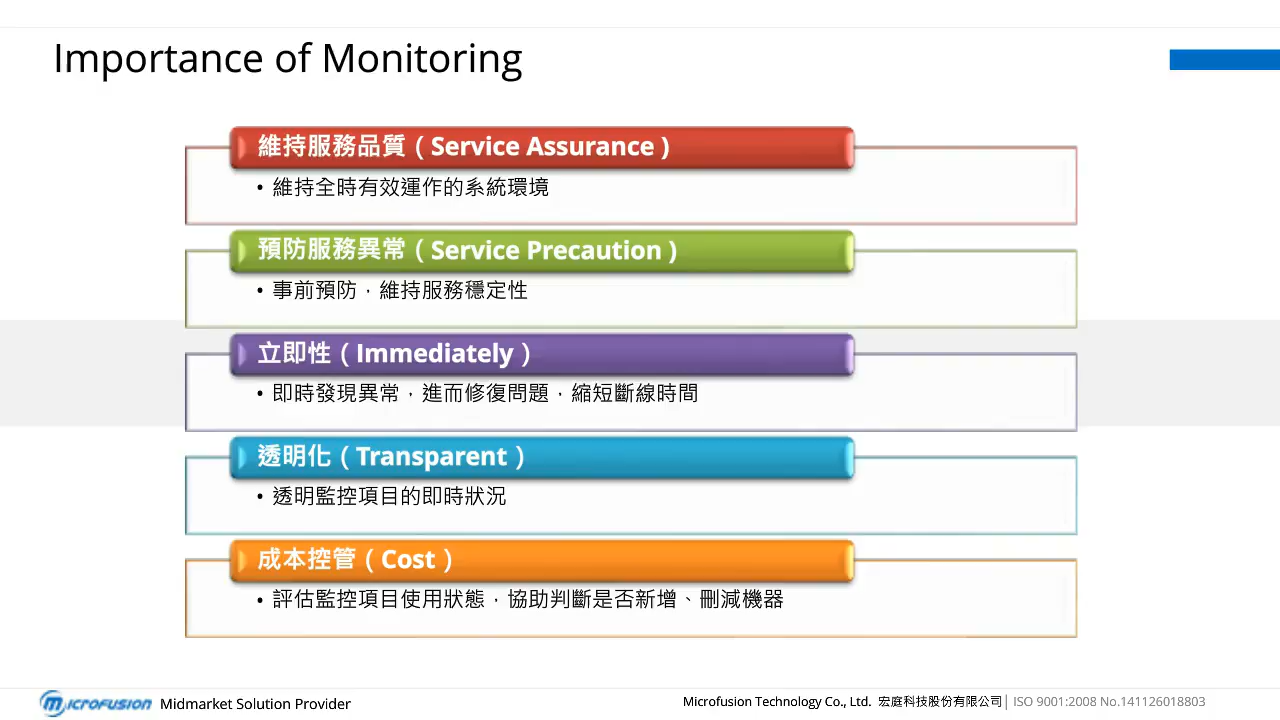 Importance of Monitoring
維持服務品質 ( Service Assurance )
• 維持全時有效運作的系統環境
預防服務異常 ( Service Precaution )
• 事前預防，維持服務穩定性
立即性 ( Immediately )
• 即時發現異常，進而修復問題，縮短斷線時間
透明化 ( Transparent )
• 透明監控項目的即時狀況
成本控管 ( Cost )
• 評估監控項目使用狀態，協助判斷是否新增、刪減機器
MICROFUSION Midmarket Solution Provider
Microfusion Technology Co., Ltd. 宏庭科技股份有限公司│ ISO 9001:2008 No.141126018803